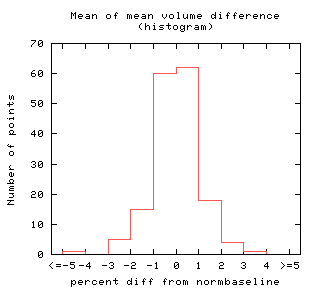 Mean of mean volume difference
(histogram)
70
60
50
40
30
20
10
0
Number of points
<=-5 -4 -3 -2 -1 0 1 2 3 4 >=5
percent diff from normbaseline